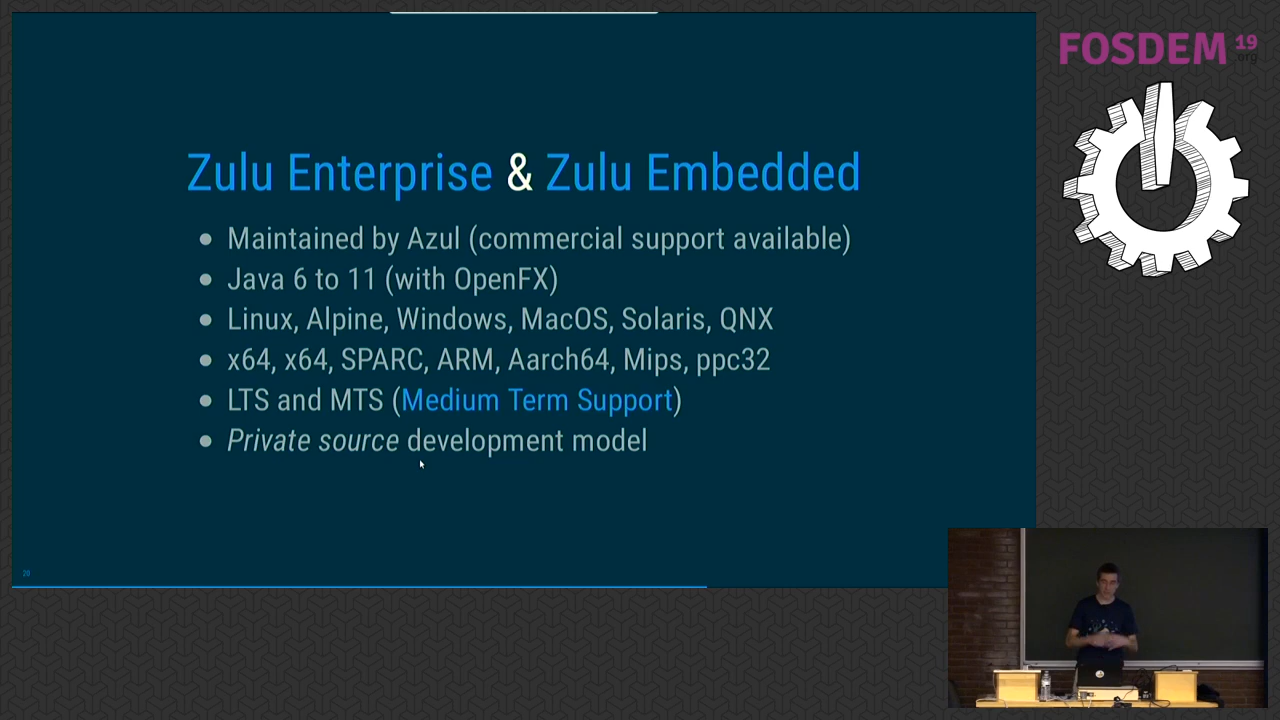 FOSDEM 19
.org
Zulu Enterprise & Zulu Embedded
Maintained by Azul (commercial support available)
Java 6 to 11 (with OpenFX)
Linux, Alpine, Windows, MacOS, Solaris, QNX
x64, x64, SPARC, ARM, Aarch64, Mips, ppc32
LTS and MTS (Medium Term Support)
Private source development model
20